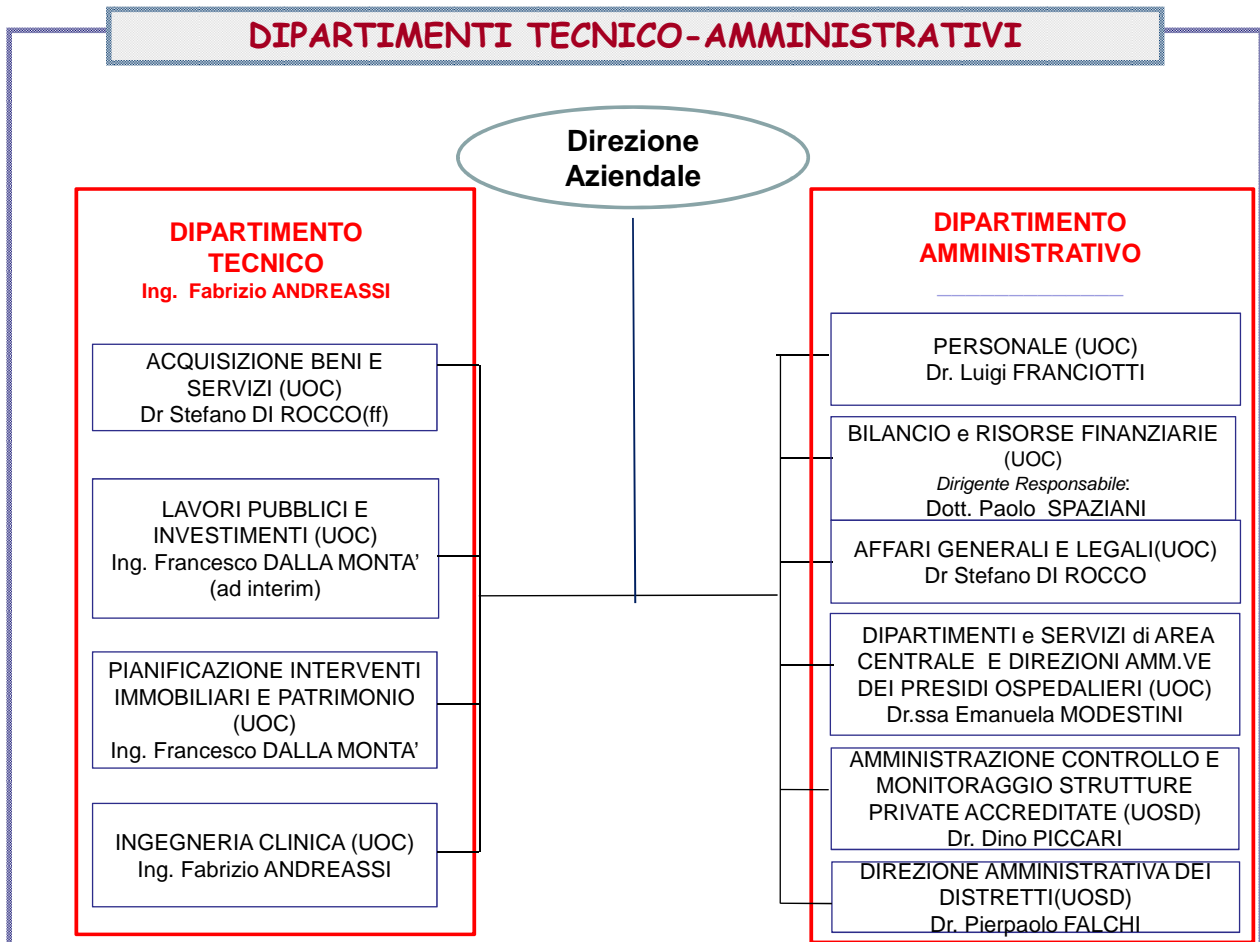 DIPARTIMENTI TECNICO-AMMINISTRATIVI
Direzione
Aziendale
DIPARTIMENTO
TECNICO
Ing. Fabrizio ANDREASSI
ACQUISIZIONE BENI E
SERVIZI (UOC)
Dr Stefano DI ROCCO(ff)
LAVORI PUBBLICI E
INVESTIMENTI (UOC)
Ing. Francesco DALLA MONTA’
(ad interim)
PIANIFICAZIONE INTERVENTI
IMMOBILIARI E PATRIMONIO
(UOC)
Ing. Francesco DALLA MONTA’
INGEGNERIA CLINICA (UOC)
Ing. Fabrizio ANDREASSI
DIPARTIMENTO
AMMINISTRATIVO
PERSONALE (UOC)
Dr. Luigi FRANCIOTTI
BILANCIO e RISORSE FINANZIARIE
(UOC)
Dirigente Responsabile:
Dott. Paolo SPAZIANI
AFFARI GENERALI E LEGALI(UOC)
Dr Stefano DI ROCCO
DIPARTIMENTI e SERVIZI di AREA
CENTRALE E DIREZIONI AMM.VE
DEI PRESIDI OSPEDALIERI (UOC)
Dr.ssa Emanuela MODESTINI
AMMINISTRAZIONE CONTROLLO E
MONITORAGGIO STRUTTURE
PRIVATE ACCREDITATE (UOSD)
Dr. Dino PICCARI
DIREZIONE AMMINISTRATIVA DEI
DISTRETTI(UOSD)
Dr. Pierpaolo FALCHI